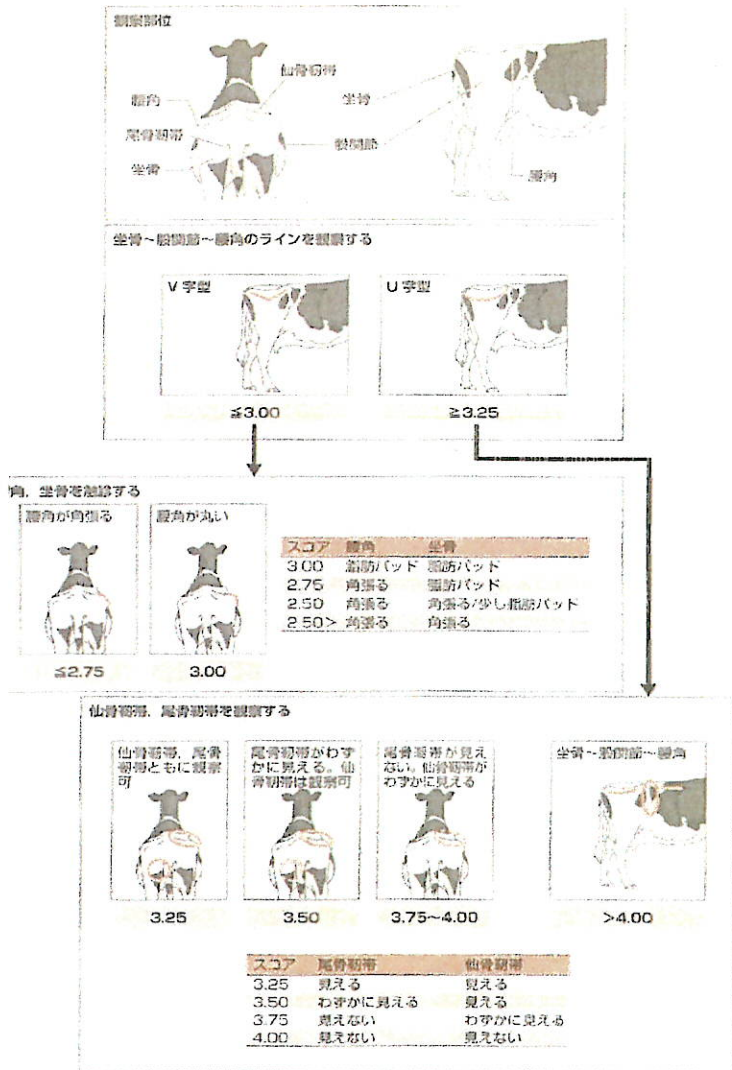 観察部位
仙骨靭帯
腰角
坐骨
尾骨靭帯
股関節
坐骨
腰角
坐骨～股関節～腰角のラインを観察する
V字型
U字型
≦3.00
≧3.25
角，坐骨を触診する
腰角が角張る
腰角が丸い
スコア 腰角 坐骨
3.00 脂肪パッド 脂肪パッド
2.75 角張る 脂肪パッド
2.50 角張る 角張る/少し脂肪パッド
2.50> 角張る 角張る
≦2.75
3.00
仙骨靭帯，尾骨靭帯を観察する
仙骨靭帯，尾骨
靭帯ともに観察
可
尾骨靭帯がわず
かに見える。仙
骨靭帯は観察可
尾骨靭帯が見え
ない。仙骨靭帯が
わずかに見える
坐骨～股関節～腰角
3.25
3.50
3.75～4.00
>4.00
スコア 尾骨靭帯 仙骨靭帯
3.25 見える 見える
3.50 わずかに見える 見える
3.75 見えない わずかに見える
4.00 見えない 見えない